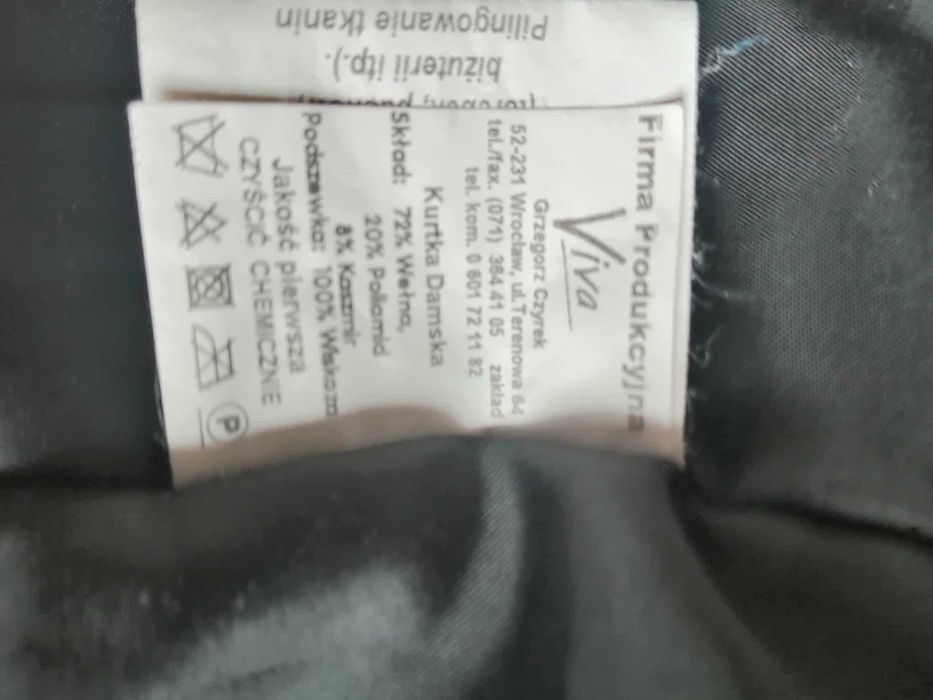 Firma Produkcyjna
Viva
Grzegorz Czyrek
52-231 Wrocław, ul.Terenowa 84
tel./fax. (071) 364 41 05 zakład
tel. kom. 0 601 72 11 82
Kurtka Damska
Skład: 72% Wełna,
20% Poliamid
8% Kaszmir
Podszewka: 100% Wiskoza
Jakość pierwsza
CZYŚCIĆ CHEMICZNIE
P
biżuterii itp.).
Pilingowanie tkanin